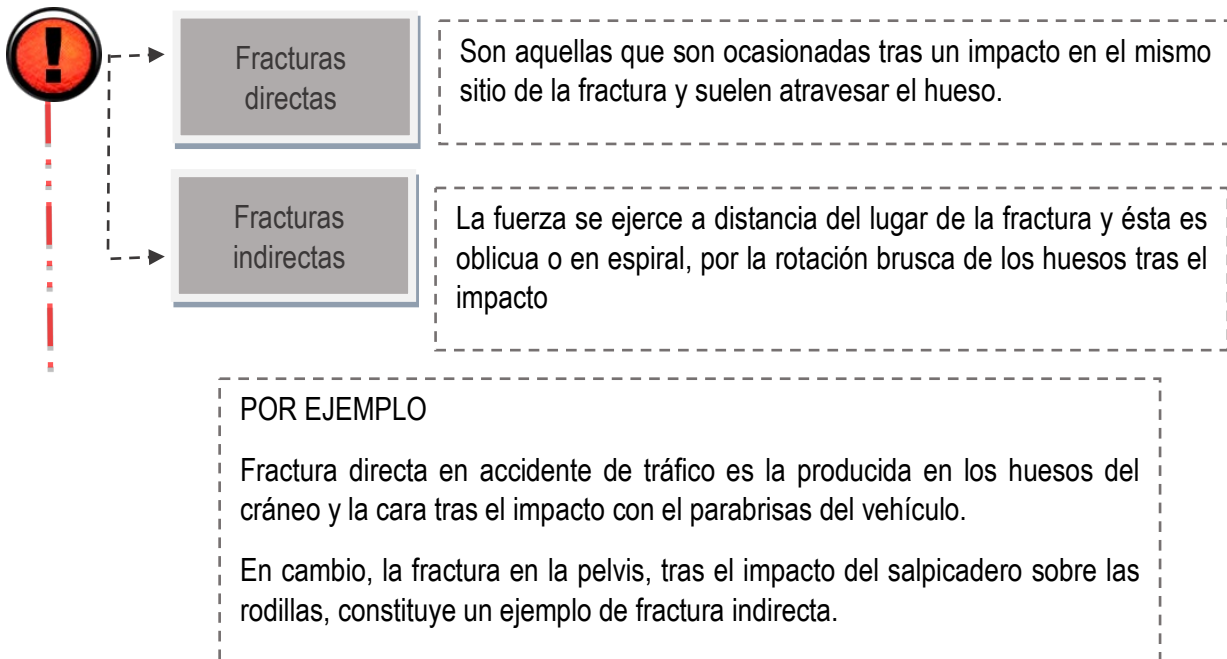 !
Fracturas
directas
Son aquellas que son ocasionadas tras un impacto en el mismo
sitio de la fractura y suelen atravesar el hueso.
Fracturas
indirectas
La fuerza se ejerce a distancia del lugar de la fractura y ésta es
oblicua o en espiral, por la rotación brusca de los huesos tras el
impacto
POR EJEMPLO
Fractura directa en accidente de tráfico es la producida en los huesos del
cráneo y la cara tras el impacto con el parabrisas del vehículo.
En cambio, la fractura en la pelvis, tras el impacto del salpicadero sobre las
rodillas, constituye un ejemplo de fractura indirecta.